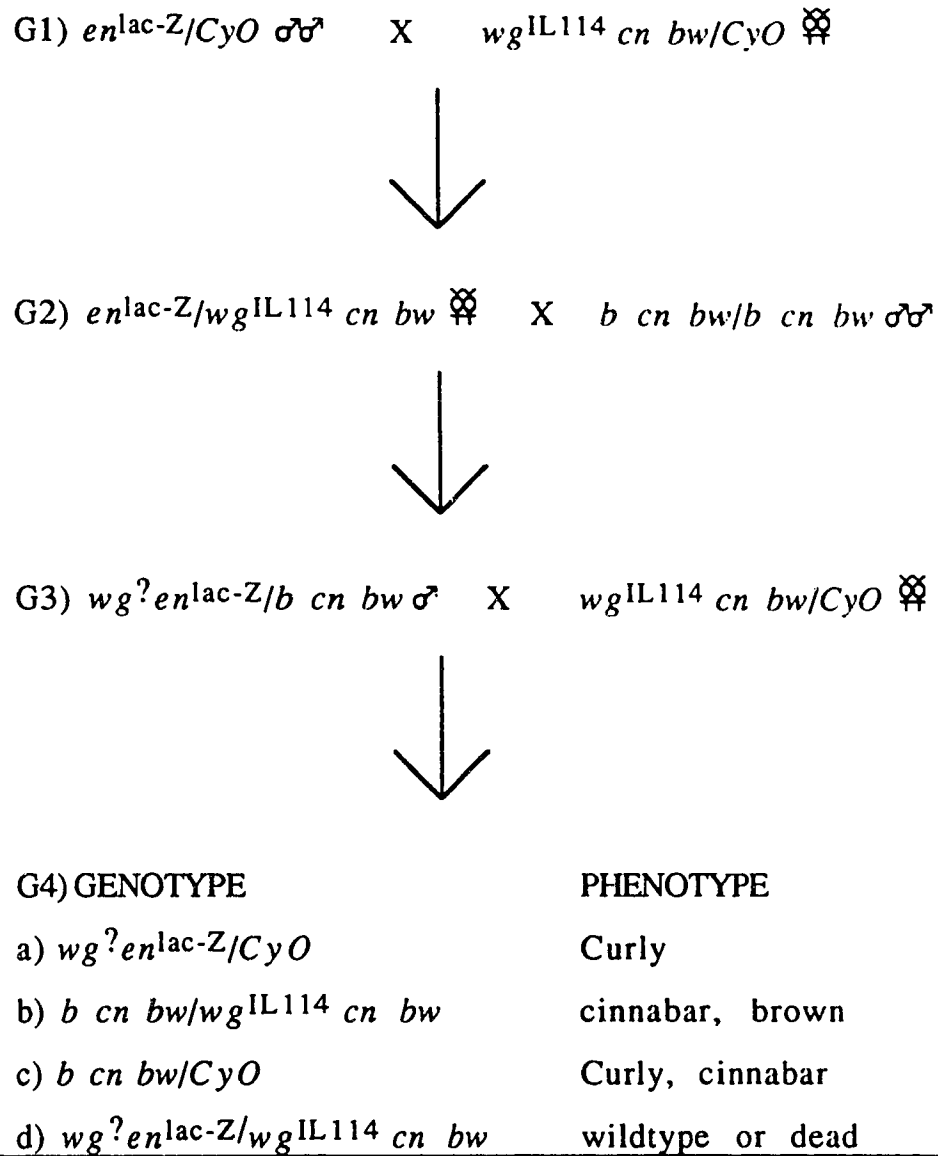 G1) en^lac-Z/CyO ♂♂ X wg^IL114 cn bw/CyO ♀♀
G2) en^lac-Z/wg^IL114 cn bw ♀♀ X b cn bw/b cn bw ♂♂
G3) wg^?en^lac-Z/b cn bw ♂ X wg^IL114 cn bw/CyO ♀♀
G4) GENOTYPE PHENOTYPE
a) wg^?en^lac-Z/CyO Curly
b) b cn bw/wg^IL114 cn bw cinnabar, brown
c) b cn bw/CyO Curly, cinnabar
d) wg^?en^lac-Z/wg^IL114 cn bw wildtype or dead